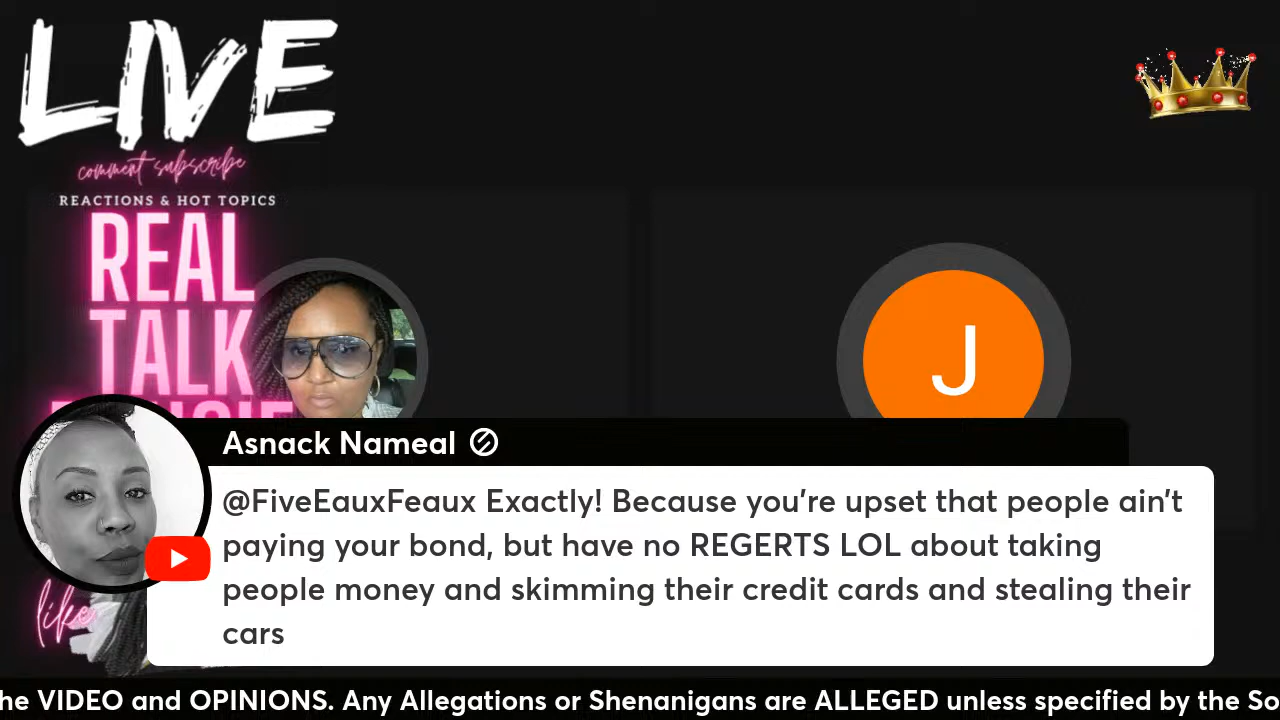 LIVE
comment subscribe
REACTIONS & HOT TOPICS
REAL
TALK
J
Asnack Nameal
@FiveEauxFeaux Exactly! Because you're upset that people ain't
paying your bond, but have no REGERTS LOL about taking
people money and skimming their credit cards and stealing their
cars
like
he VIDEO and OPINIONS. Any Allegations or Shenanigans are ALLEGED unless specified by the So